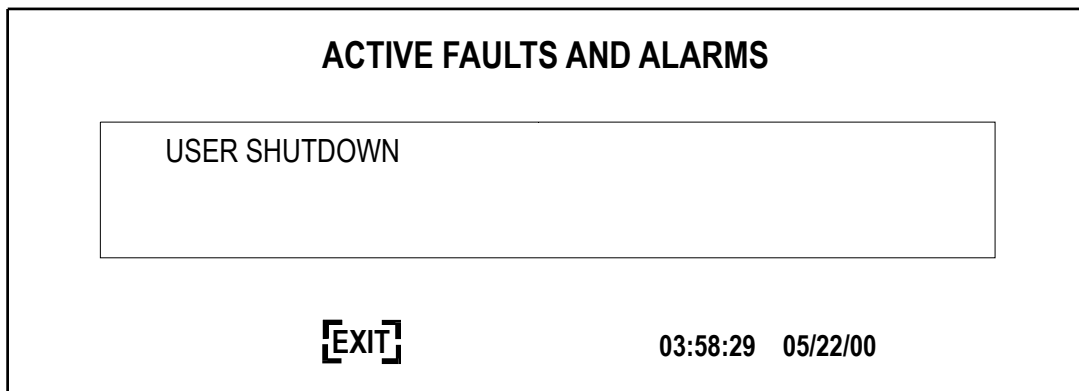 ACTIVE FAULTS AND ALARMS
USER SHUTDOWN
EXIT 03:58:29 05/22/00